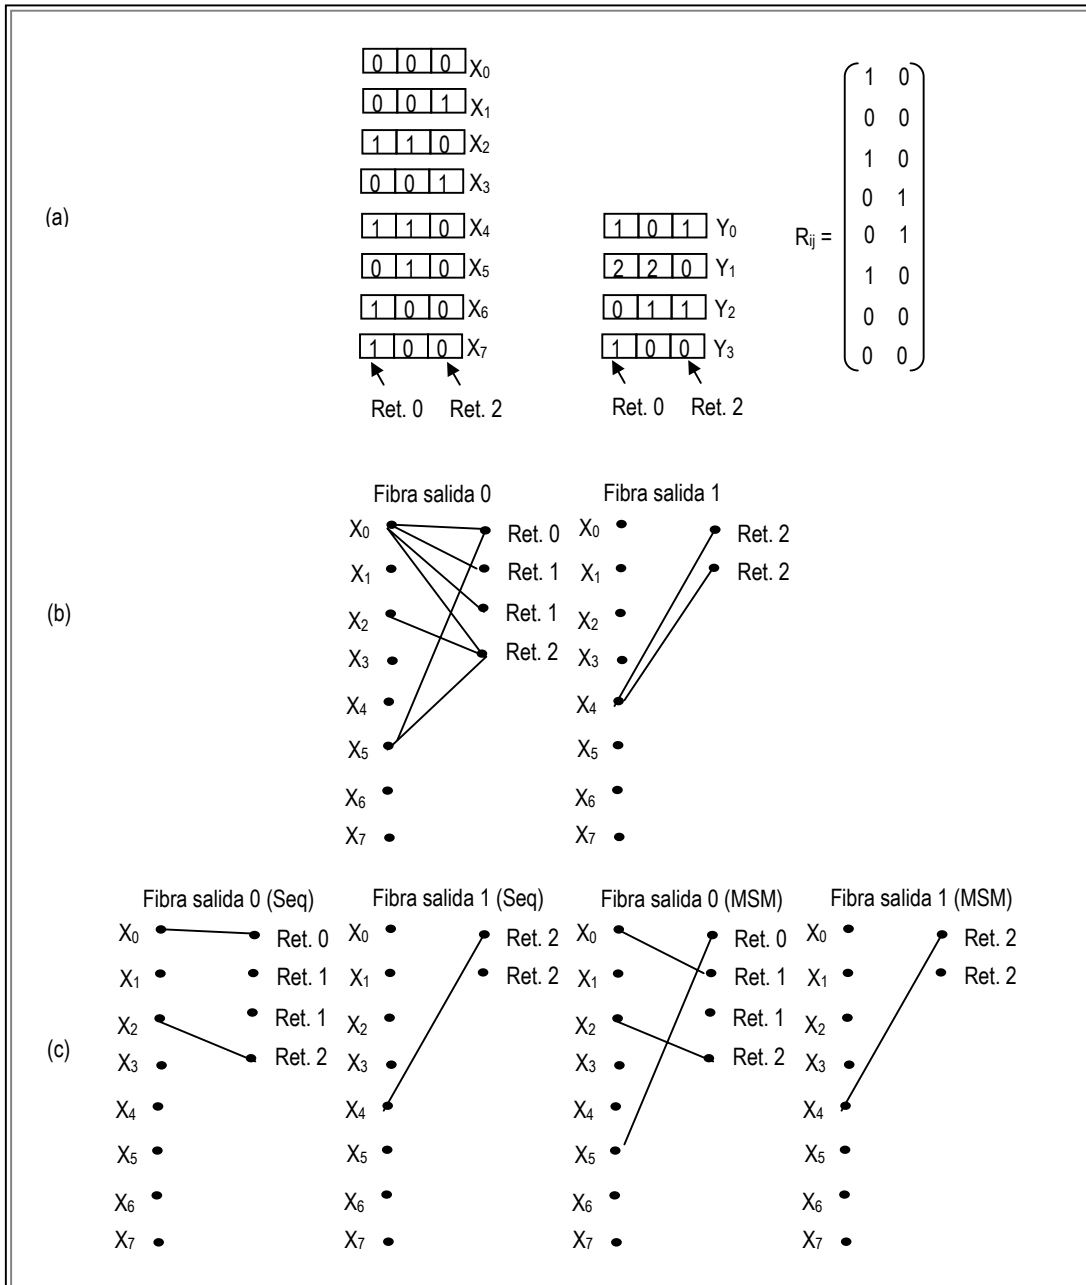 (a)
0 0 0 X0
0 0 1 X1
1 1 0 X2
0 0 1 X3
1 1 0 X4
0 1 0 X5
1 0 0 X6
1 0 0 X7
Ret. 0 Ret. 2
1 0 1 Y0
2 2 0 Y1
0 1 1 Y2
1 0 0 Y3
Ret. 0 Ret. 2
Rij =
1 0
0 0
1 0
0 1
0 1
1 0
0 0
0 0
(b)
Fibra salida 0
X0
X1
X2
X3
X4
X5
X6
X7
Ret. 0
Ret. 1
Ret. 1
Ret. 2
Fibra salida 1
X0
X1
X2
X3
X4
X5
X6
X7
Ret. 2
Ret. 2
(c)
Fibra salida 0 (Seq)
X0
X1
X2
X3
X4
X5
X6
X7
Ret. 0
Ret. 1
Ret. 1
Ret. 2
Fibra salida 1 (Seq)
X0
X1
X2
X3
X4
X5
X6
X7
Ret. 2
Ret. 2
Fibra salida 0 (MSM)
X0
X1
X2
X3
X4
X5
X6
X7
Ret. 0
Ret. 1
Ret. 1
Ret. 2
Fibra salida 1 (MSM)
X0
X1
X2
X3
X4
X5
X6
X7
Ret. 2
Ret. 2